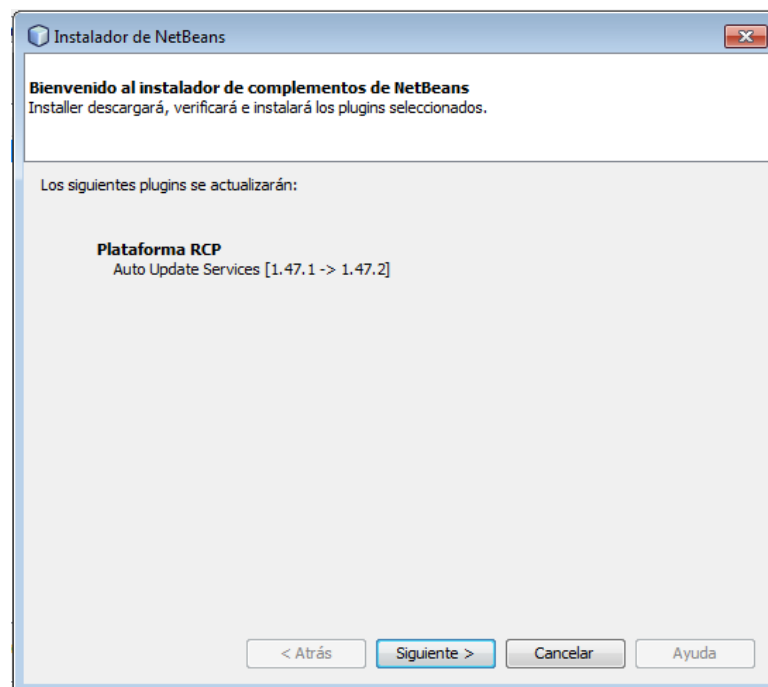 Instalador de NetBeans
Bienvenido al instalador de complementos de NetBeans
Installer descargará, verificará e instalará los plugins seleccionados.
Los siguientes plugins se actualizarán:
Plataforma RCP
Auto Update Services [1.47.1 -> 1.47.2]
< Atrás Siguiente > Cancelar Ayuda